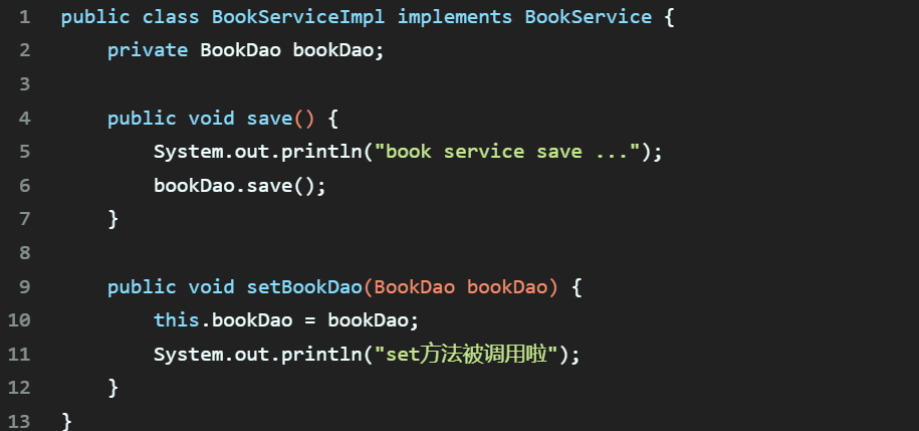 1 public class BookServiceImpl implements BookService {
2     private BookDao bookDao;
3
4     public void save() {
5         System.out.println("book service save ...");
6         bookDao.save();
7     }
8
9     public void setBookDao(BookDao bookDao) {
10         this.bookDao = bookDao;
11         System.out.println("set方法被调用啦");
12     }
13 }